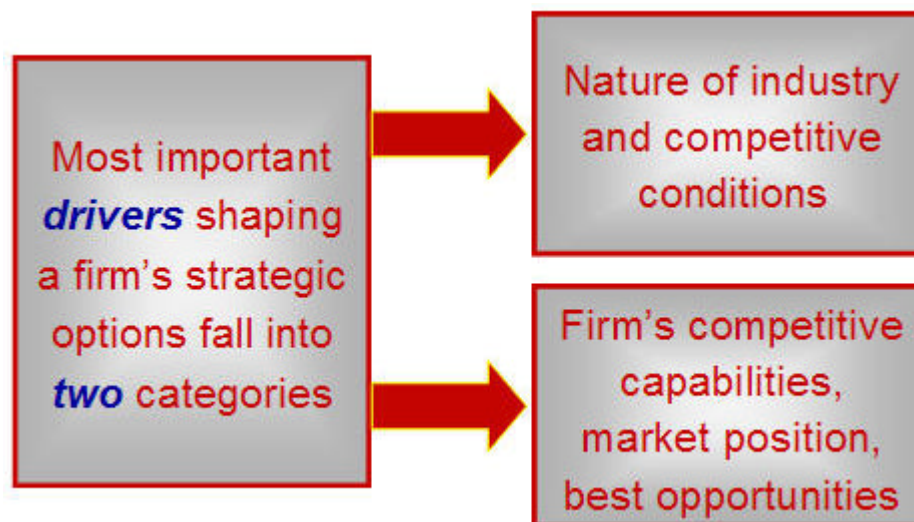 Most important
drivers shaping
a firm's strategic
options fall into
two categories
Nature of industry
and competitive
conditions
Firm's competitive
capabilities,
market position,
best opportunities